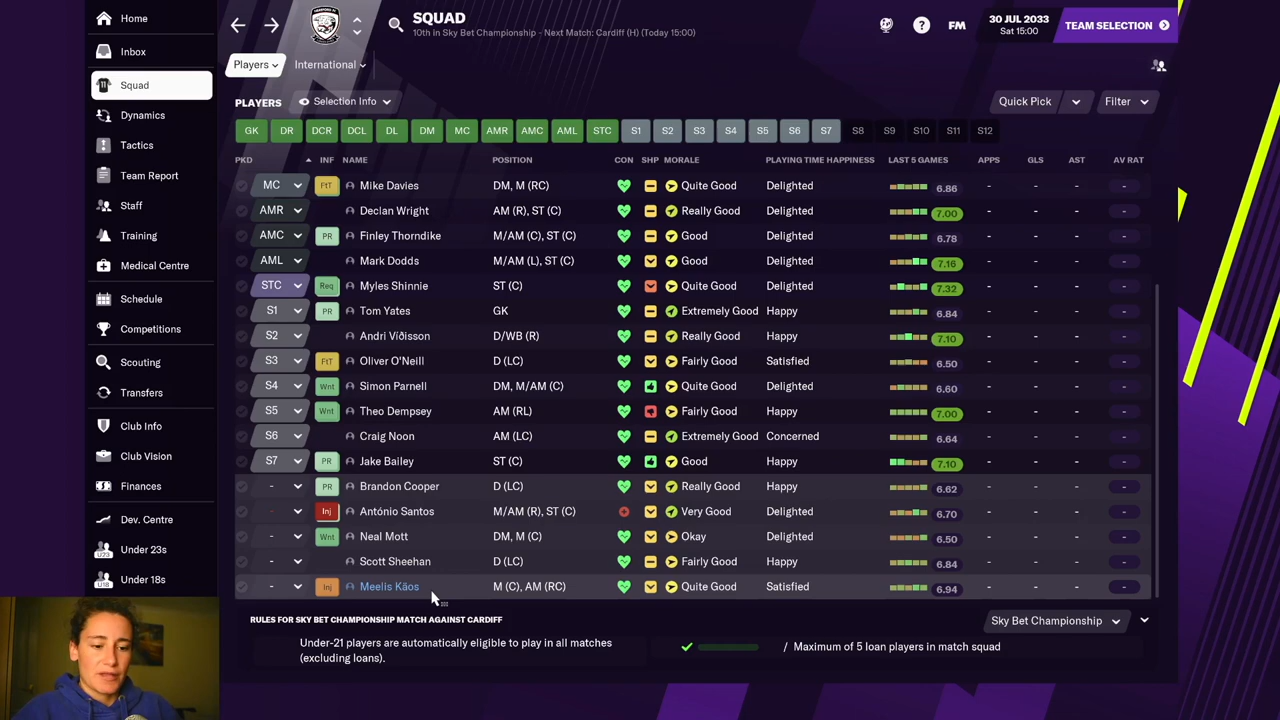 Home
SQUAD
10th in Sky Bet Championship - Next Match: Cardiff (H) (Today 15:00)
FM
30 JUL 2033
Sat 15:00
TEAM SELECTION
Inbox
Squad
Dynamics
Tactics
Team Report
Staff
Training
Medical Centre
Schedule
Competitions
Scouting
Transfers
Club Info
Club Vision
Finances
Dev. Centre
Under 23s
Under 18s
Players
International
PLAYERS
Selection Info
Quick Pick
Filter
GK DR DCR DCL DL DM MC AMR AMC AML STC S1 S2 S3 S4 S5 S6 S7 S8 S9 S10 S11 S12
PKD INF NAME POSITION CON SHP MORALE PLAYING TIME HAPPINESS LAST 5 GAMES APPS GLS AST AV RAT
MC FtT Mike Davies DM, M (RC) Quite Good Delighted 6.86 - - - -
AMR Declan Wright AM (R), ST (C) Really Good Delighted 7.00 - - - -
AMC PR Finley Thorndike M/AM (C), ST (C) Good Delighted 6.78 - - - -
AML Mark Dodds M/AM (L), ST (C) Good Delighted 7.16 - - - -
STC Req Myles Shinnie ST (C) Quite Good Delighted 7.32 - - - -
S1 PR Tom Yates GK Extremely Good Happy 6.84 - - - -
S2 Andri Víðisson D/WB (R) Really Good Happy 7.10 - - - -
S3 FtT Oliver O'Neill D (LC) Fairly Good Satisfied 6.50 - - - -
S4 Wnt Simon Parnell DM, M/AM (C) Quite Good Delighted 6.60 - - - -
S5 Wnt Theo Dempsey AM (RL) Fairly Good Happy 7.00 - - - -
S6 Craig Noon AM (LC) Extremely Good Concerned 6.64 - - - -
S7 PR Jake Bailey ST (C) Good Happy 7.10 - - - -
- PR Brandon Cooper D (LC) Really Good Happy 6.62 - - - -
- Inj António Santos M/AM (R), ST (C) Very Good Delighted 6.70 - - - -
- Wnt Neal Mott DM, M (C) Okay Delighted 6.50 - - - -
- Scott Sheehan D (LC) Fairly Good Happy 6.84 - - - -
- Inj Meelis Käos M (C), AM (RC) Quite Good Satisfied 6.94 - - - -
RULES FOR SKY BET CHAMPIONSHIP MATCH AGAINST CARDIFF
Sky Bet Championship
Under-21 players are automatically eligible to play in all matches
(excluding loans).
/ Maximum of 5 loan players in match squad